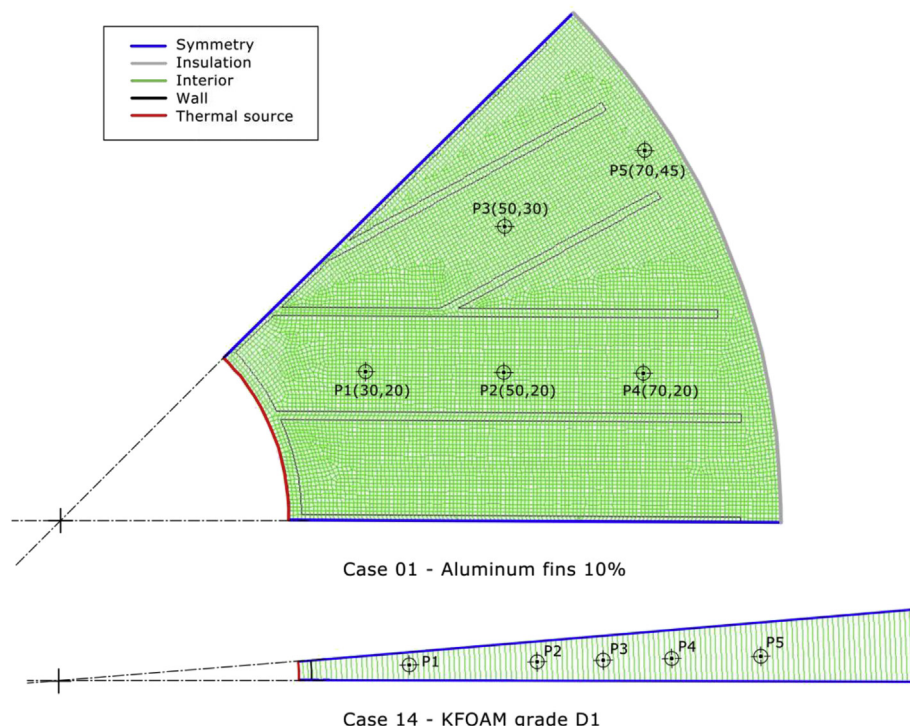 Symmetry
Insulation
Interior
Wall
Thermal source
P5(70,45)
P3(50,30)
P1(30,20)
P2(50,20)
P4(70,20)
Case 01 - Aluminum fins 10%
P1
P2
P3
P4
P5
Case 14 - KFOAM grade D1